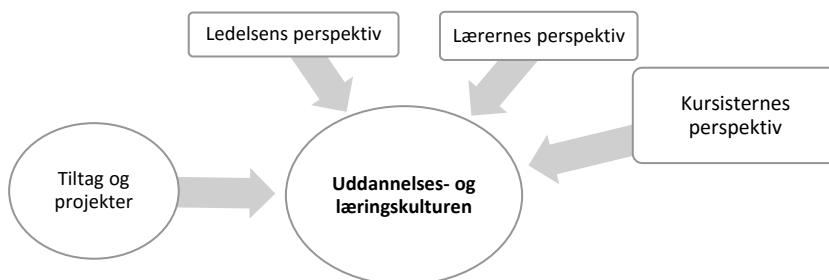 Ledelsens perspektiv
Lærernes perspektiv
Kursisternes
perspektiv
Tiltag og
projekter
Uddannelses- og
læringskulturen